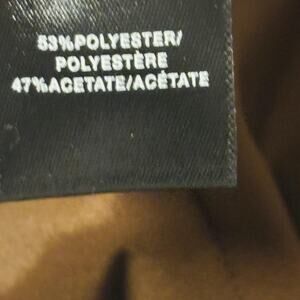 53%POLYESTER/
POLYESTÈRE
47%ACETATE/ACÉTATE